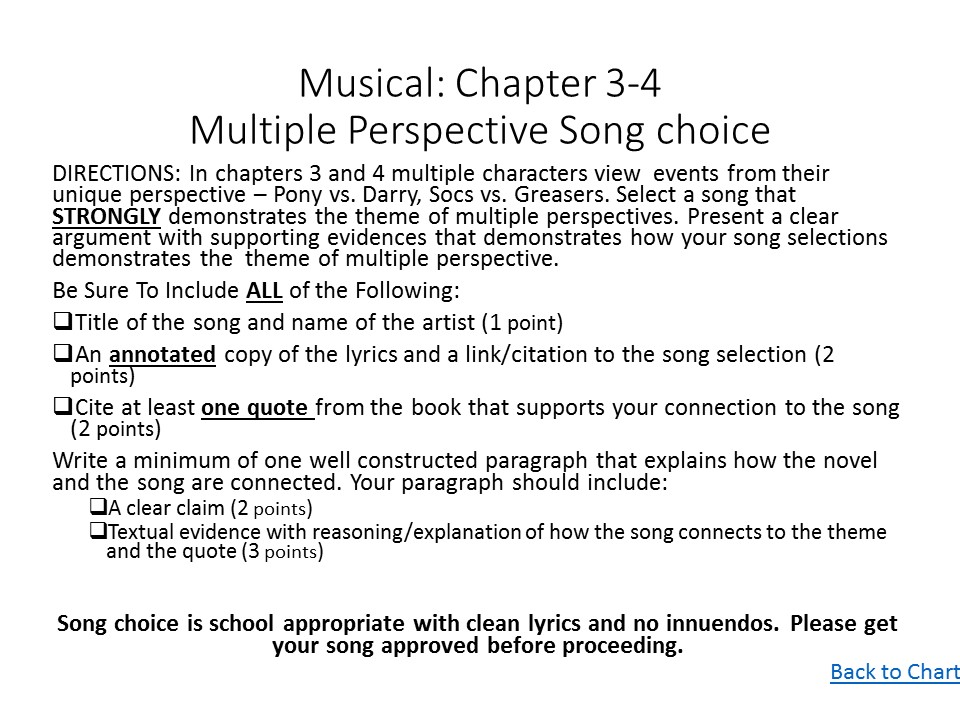 Musical: Chapter 3-4
Multiple Perspective Song choice
DIRECTIONS: In chapters 3 and 4 multiple characters view events from their
unique perspective – Pony vs. Darry, Socs vs. Greasers. Select a song that
STRONGLY demonstrates the theme of multiple perspectives. Present a clear
argument with supporting evidences that demonstrates how your song selections
demonstrates the theme of multiple perspective.
Be Sure To Include ALL of the Following:
❑Title of the song and name of the artist (1 point)
❑An annotated copy of the lyrics and a link/citation to the song selection (2
points)
❑Cite at least one quote from the book that supports your connection to the song
(2 points)
Write a minimum of one well constructed paragraph that explains how the novel
and the song are connected. Your paragraph should include:
❑A clear claim (2 points)
❑Textual evidence with reasoning/explanation of how the song connects to the theme
and the quote (3 points)
Song choice is school appropriate with clean lyrics and no innuendos. Please get
your song approved before proceeding.
Back to Chart